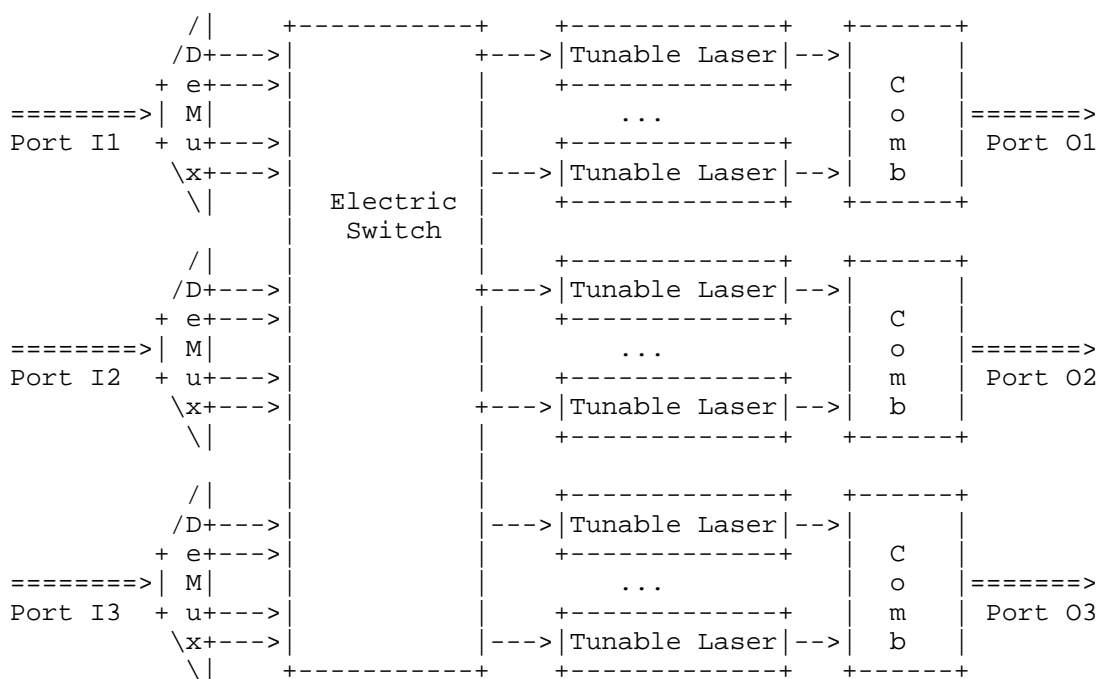 /|      +-----------+    +-------------+   +------+
        /D+--->|           +--->|Tunable Laser|-->|      |
       + e+--->|           |    +-------------+   |  C   |
========>| M|    |           |          ...         |  o   |=======>
Port I1  + u+--->|           |    +-------------+   |  m   | Port O1
        \x+--->|           |--->|Tunable Laser|-->|  b   |
         \|    |  Electric |    +-------------+   +------+
               |   Switch  |
         /|    |           |    +-------------+   +------+
        /D+--->|           +--->|Tunable Laser|-->|      |
       + e+--->|           |    +-------------+   |  C   |
========>| M|    |           |          ...         |  o   |=======>
Port I2  + u+--->|           |    +-------------+   |  m   | Port O2
        \x+--->|           +--->|Tunable Laser|-->|  b   |
         \|    |           |    +-------------+   +------+
               |           |
         /|    |           |    +-------------+   +------+
        /D+--->|           |--->|Tunable Laser|-->|      |
       + e+--->|           |    +-------------+   |  C   |
========>| M|    |           |          ...         |  o   |=======>
Port I3  + u+--->|           |    +-------------+   |  m   | Port O3
        \x+--->|           |--->|Tunable Laser|-->|  b   |
         \|    +-----------+    +-------------+   +------+